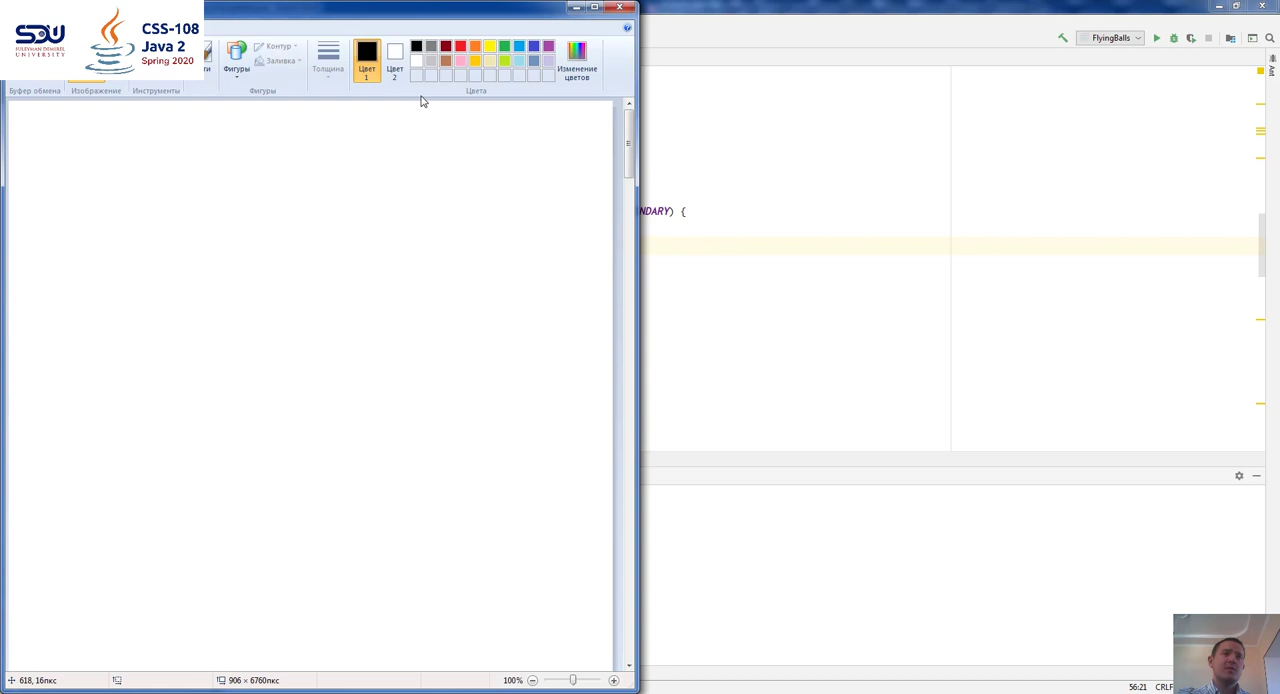 SDU
SULEYMAN DEMIREL
UNIVERSITY
CSS-108
Java 2
Spring 2020
Контур
Заливка
Фигуры
Толщина
Цвет
1
Цвет
2
Изменение
цветов
Буфер обмена
Изображение
Инструменты
Фигуры
Цвета
FlyingBalls
Ant
NDARY) {
618, 16пкс
906 × 6760пкс
100%
56:21
CRLF